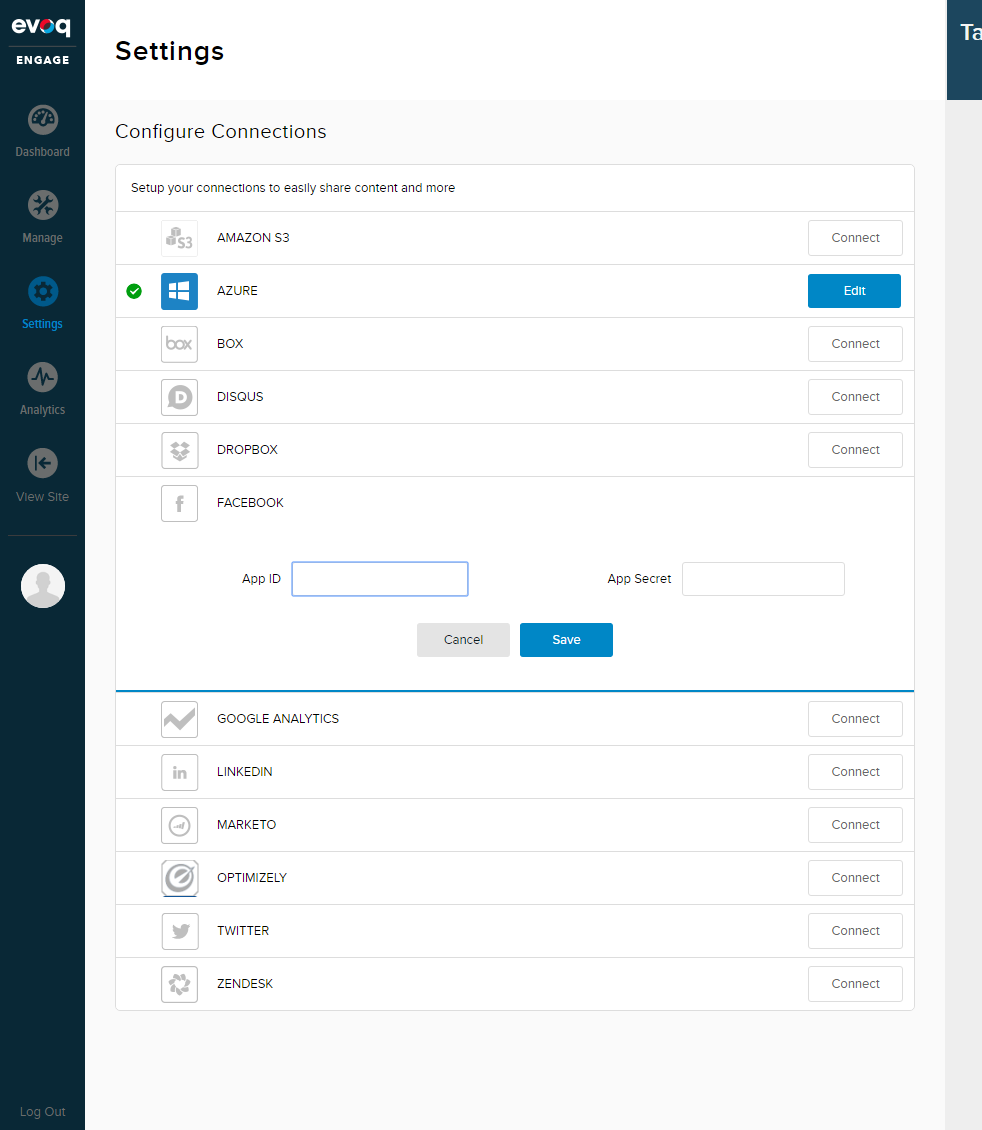 evoq
ENGAGE
Dashboard
Manage
Settings
Analytics
View Site
Log Out
Settings
Ta
Configure Connections
Setup your connections to easily share content and more
S3 AMAZON S3 Connect
AZURE Edit
box BOX Connect
D DISQUS Connect
DROPBOX Connect
f FACEBOOK
App ID App Secret
Cancel Save
GOOGLE ANALYTICS Connect
in LINKEDIN Connect
MARKETO Connect
OPTIMIZELY Connect
TWITTER Connect
ZENDESK Connect